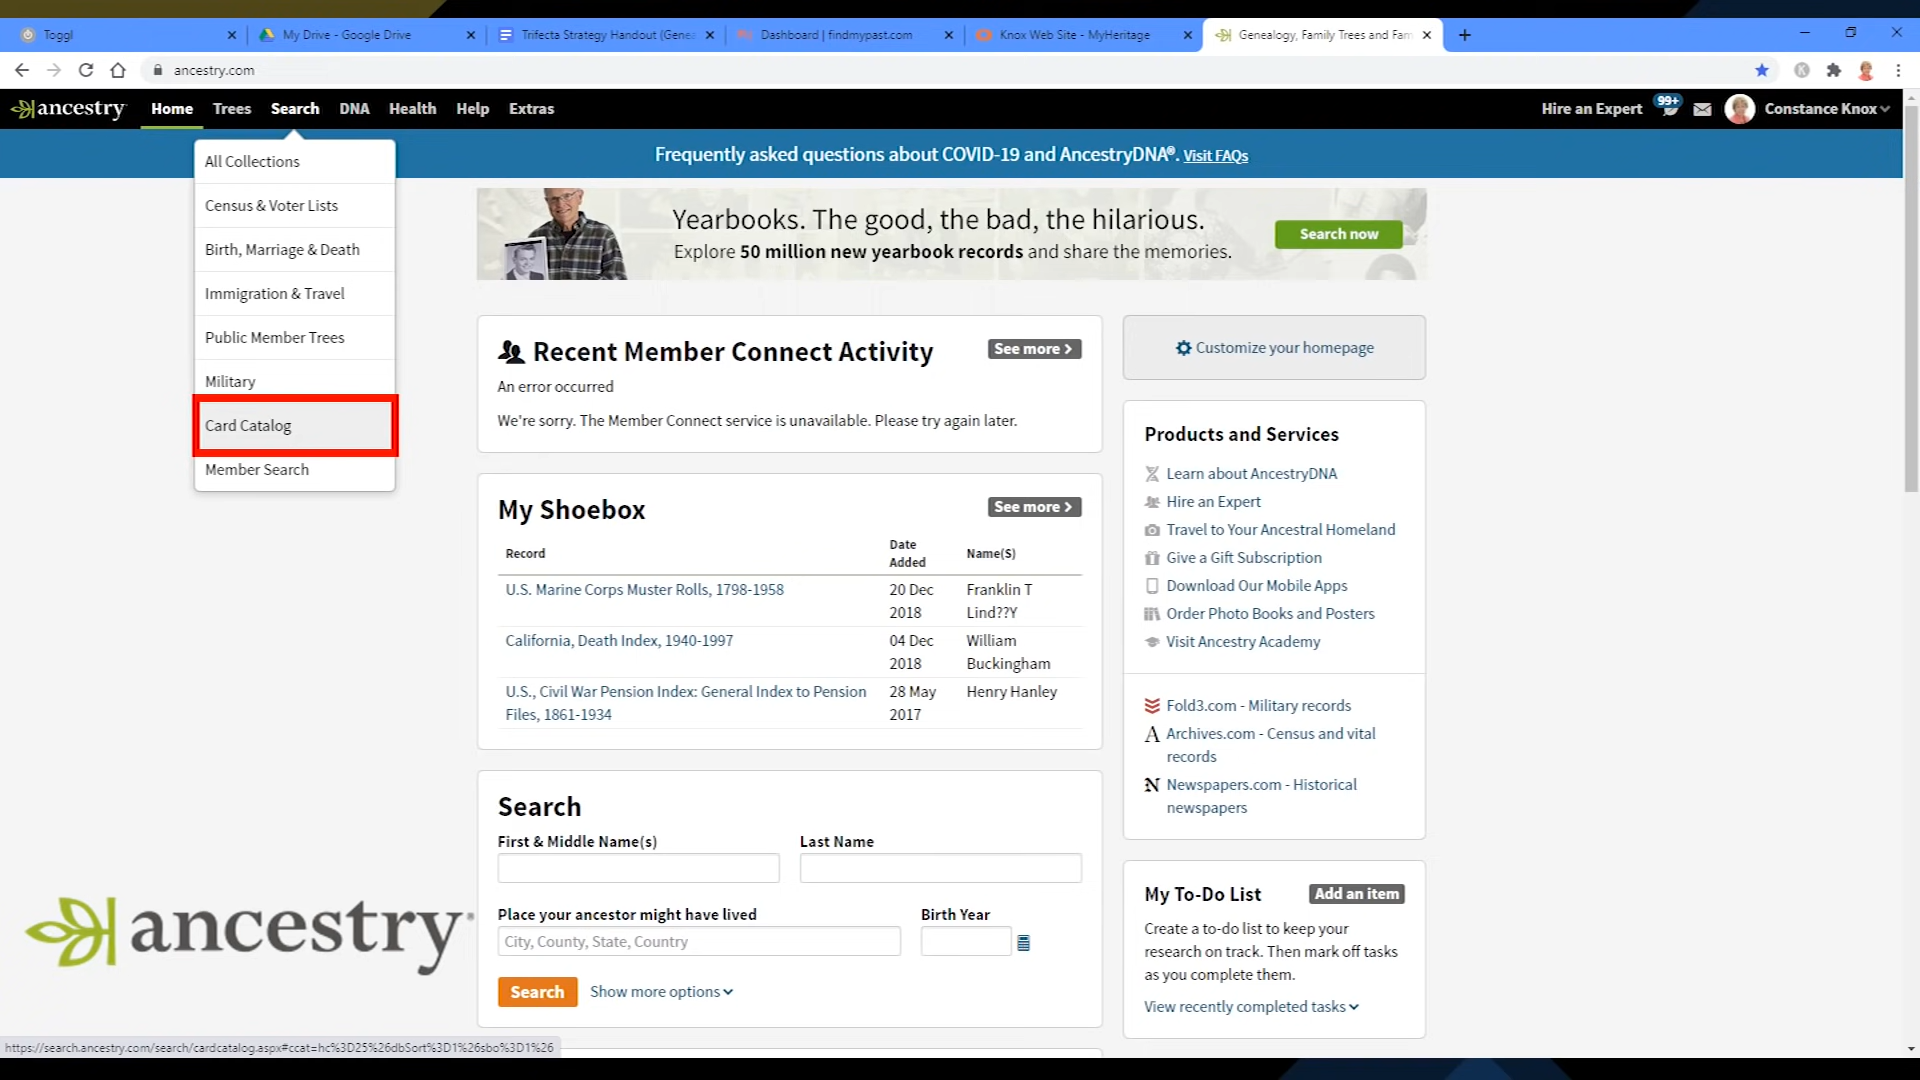 Toggl
My Drive - Google Drive
Trifecta Strategy Handout (Genea
Dashboard | findmypast.com
Knox Web Site - MyHeritage
Genealogy, Family Trees and Fam
ancestry.com
ancestry
Home
Trees
Search
DNA
Health
Help
Extras
Hire an Expert
99+
Constance Knox
Frequently asked questions about COVID-19 and AncestryDNA®. Visit FAQs
All Collections
Census & Voter Lists
Birth, Marriage & Death
Immigration & Travel
Public Member Trees
Military
Card Catalog
Member Search
Yearbooks. The good, the bad, the hilarious.
Explore 50 million new yearbook records and share the memories.
Search now
Recent Member Connect Activity
See more >
An error occurred
We're sorry. The Member Connect service is unavailable. Please try again later.
Customize your homepage
My Shoebox
See more >
Record
Date Added
Name(S)
U.S. Marine Corps Muster Rolls, 1798-1958
20 Dec 2018
Franklin T Lind??Y
California, Death Index, 1940-1997
04 Dec 2018
William Buckingham
U.S., Civil War Pension Index: General Index to Pension
Files, 1861-1934
28 May 2017
Henry Hanley
Products and Services
Learn about AncestryDNA
Hire an Expert
Travel to Your Ancestral Homeland
Give a Gift Subscription
Download Our Mobile Apps
Order Photo Books and Posters
Visit Ancestry Academy
Fold3.com - Military records
Archives.com - Census and vital
records
Newspapers.com - Historical
newspapers
Search
First & Middle Name(s)
Last Name
Place your ancestor might have lived
Birth Year
City, County, State, Country
Search
Show more options
My To-Do List
Add an item
Create a to-do list to keep your
research on track. Then mark off tasks
as you complete them.
View recently completed tasks
ancestry
https://search.ancestry.com/search/cardcatalog.aspx#ccat=hc%3D25%26dbSort%3D1%26sbo%3D1%26